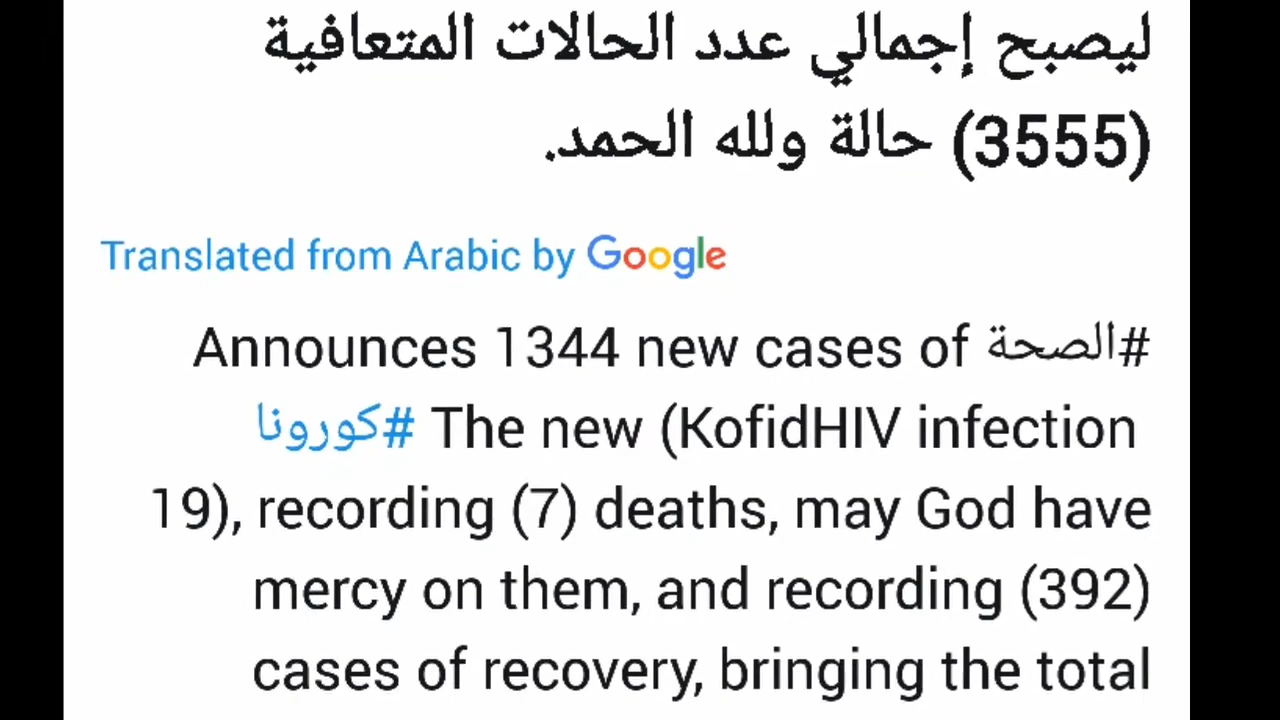 ليصبح إجمالي عدد الحالات المتعافية
(3555) حالة ولله الحمد.
Translated from Arabic by Google
Announces 1344 new cases of #الصحة
#كورونا The new (KofidHIV infection
19), recording (7) deaths, may God have
mercy on them, and recording (392)
cases of recovery, bringing the total